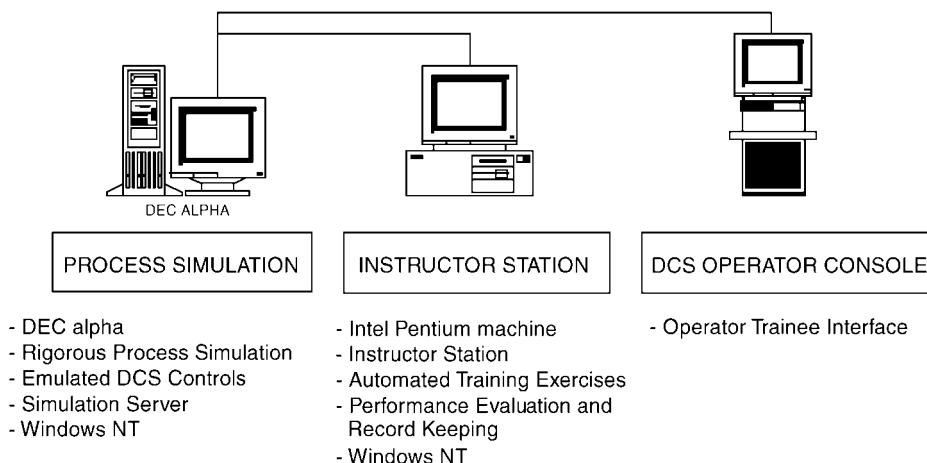 DEC ALPHA
PROCESS SIMULATION
- DEC alpha
- Rigorous Process Simulation
- Emulated DCS Controls
- Simulation Server
- Windows NT
INSTRUCTOR STATION
- Intel Pentium machine
- Instructor Station
- Automated Training Exercises
- Performance Evaluation and
Record Keeping
- Windows NT
DCS OPERATOR CONSOLE
- Operator Trainee Interface